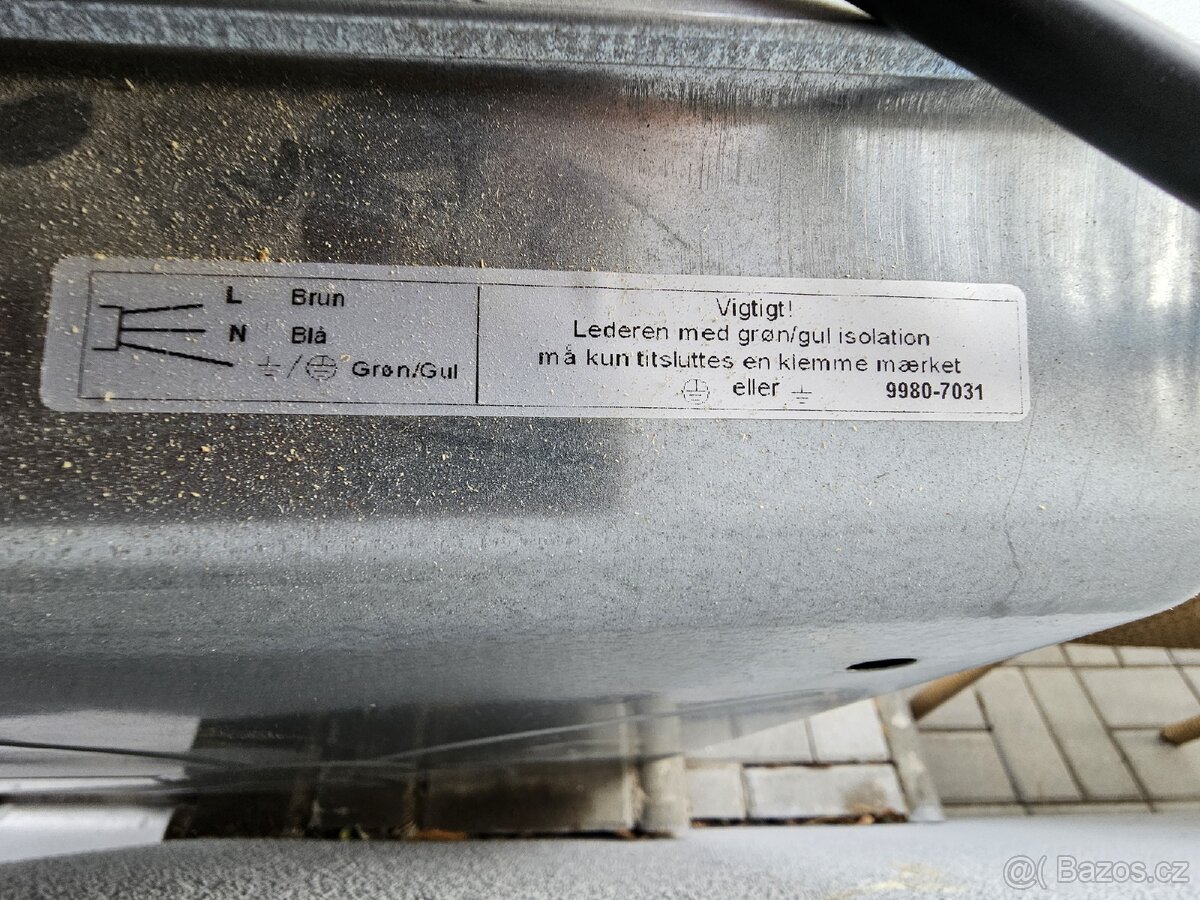 L Brun
N Blå
⏚/ Grøn/Gul
Vigtigt!
Lederen med grøn/gul isolation
må kun titsluttes en klemme mærket
eller ⏚ 9980-7031
@( Bazos.cz